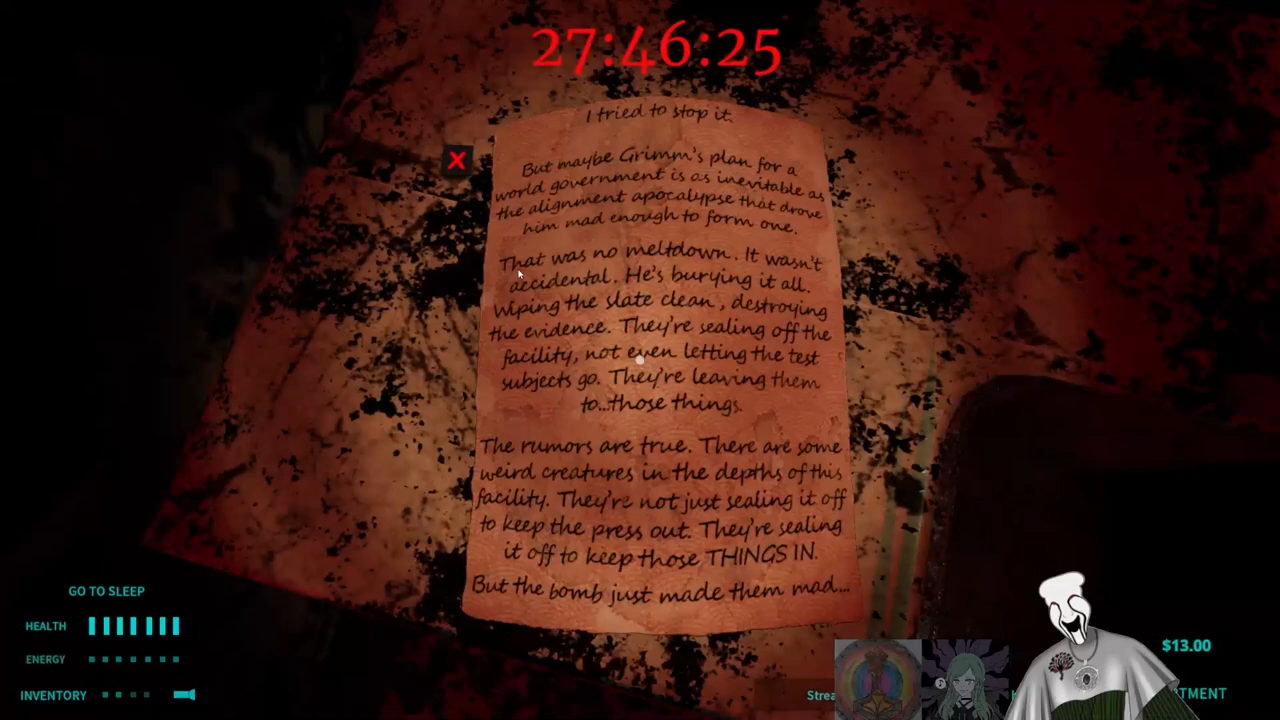 27:46:25
I tried to stop it.
X
But maybe Grimm's plan for a
world government is as inevitable as
the alignment apocalypse that drove
him mad enough to form one.
That was no meltdown. It wasn't
accidental. He's burying it all.
Wiping the slate clean, destroying
the evidence. They're sealing off the
facility, not even letting the test
subjects go. They're leaving them
to...those things.
The rumors are true. There are some
weird creatures in the depths of this
facility. They're not just sealing it off
to keep the press out. They're sealing
it off to keep those THINGS IN.
But the bomb just made them mad...
GO TO SLEEP
HEALTH
ENERGY
INVENTORY
$13.00